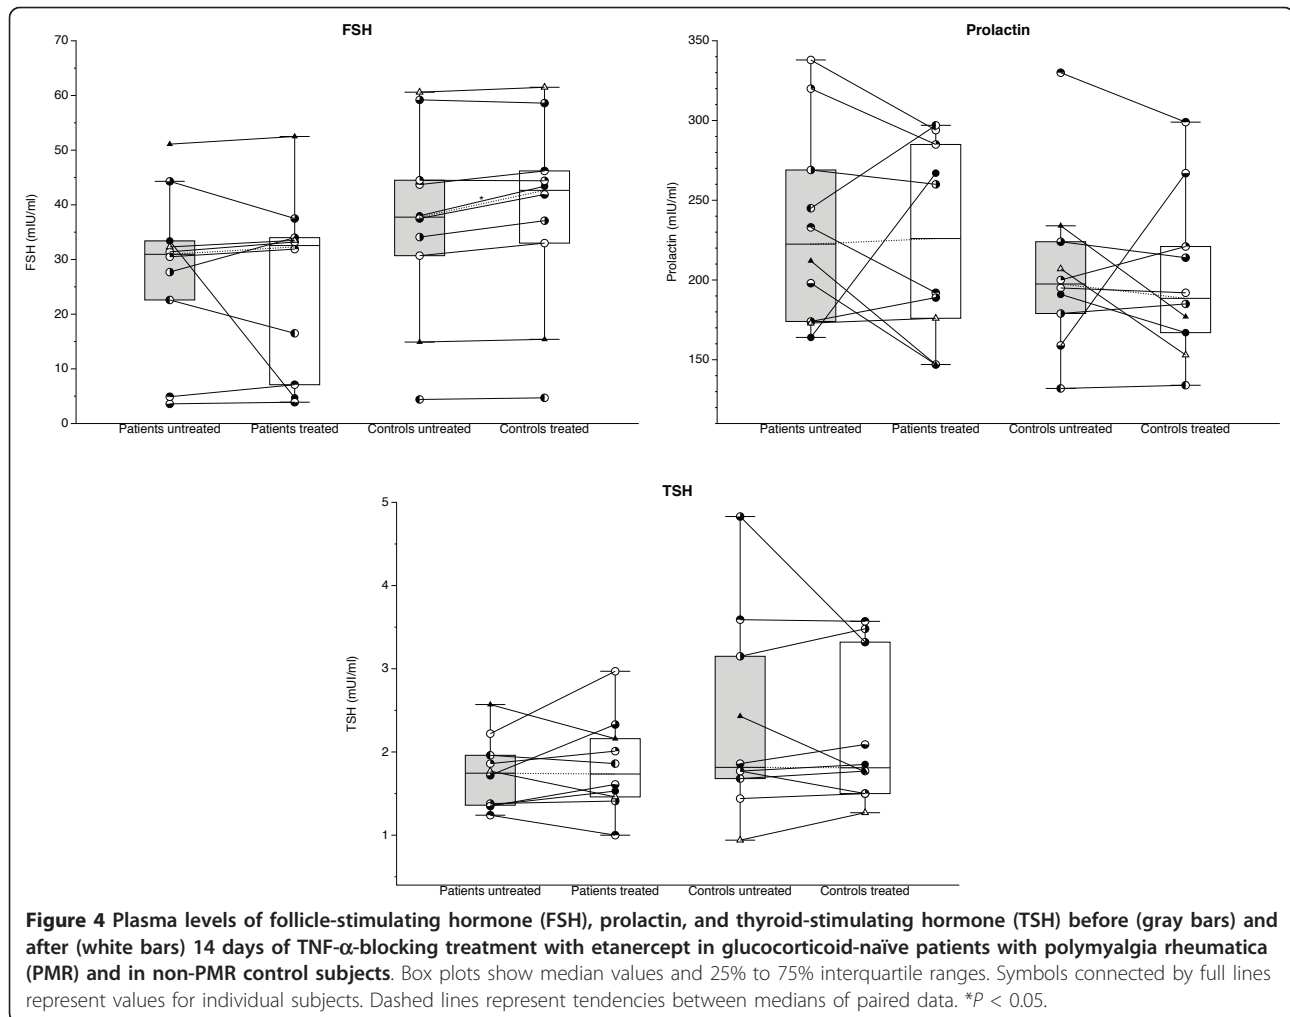 FSH
70
60
50
40
30
20
10
0
FSH (mIU/ml)
*
Patients untreated Patients treated Controls untreated Controls treated
Prolactin
350
300
250
200
150
Prolactin (mIU/ml)
Patients untreated Patients treated Controls untreated Controls treated
TSH
5
4
3
2
1
TSH (mUI/ml)
Patients untreated Patients treated Controls untreated Controls treated
Figure 4 Plasma levels of follicle-stimulating hormone (FSH), prolactin, and thyroid-stimulating hormone (TSH) before (gray bars) and
after (white bars) 14 days of TNF-α-blocking treatment with etanercept in glucocorticoid-naïve patients with polymyalgia rheumatica
(PMR) and in non-PMR control subjects. Box plots show median values and 25% to 75% interquartile ranges. Symbols connected by full lines
represent values for individual subjects. Dashed lines represent tendencies between medians of paired data. *P < 0.05.